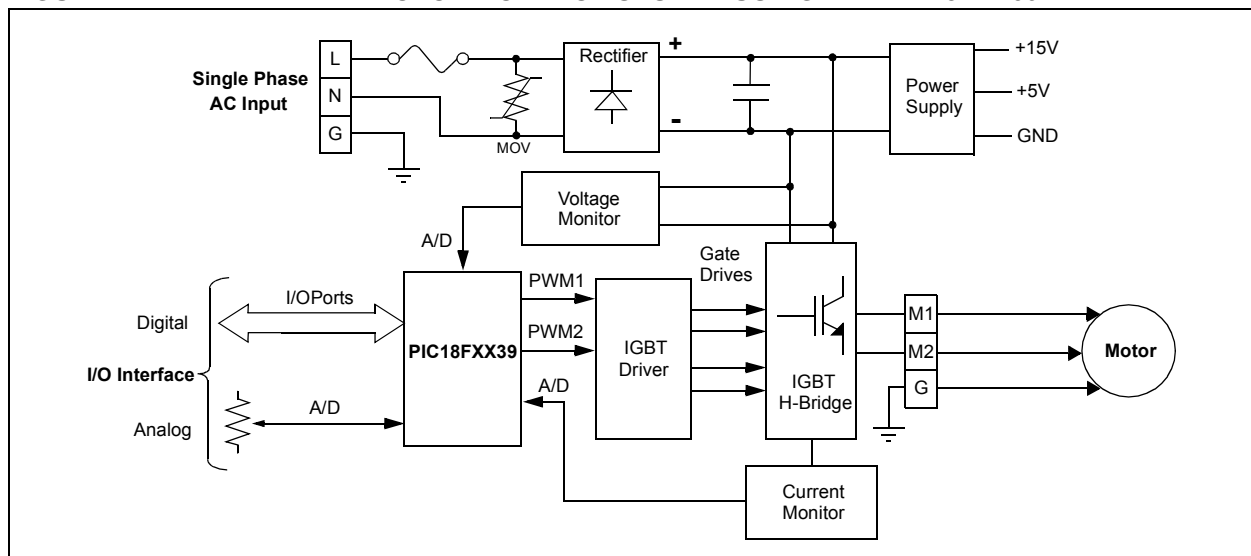 L
Single Phase
AC Input
N
G
MOV
Rectifier
+
-
Power
Supply
+15V
+5V
GND
Voltage
Monitor
A/D
Gate
Drives
I/OPorts
Digital
I/O Interface
Analog
A/D
PIC18FXX39
PWM1
PWM2
A/D
IGBT
Driver
IGBT
H-Bridge
M1
M2
G
Motor
Current
Monitor